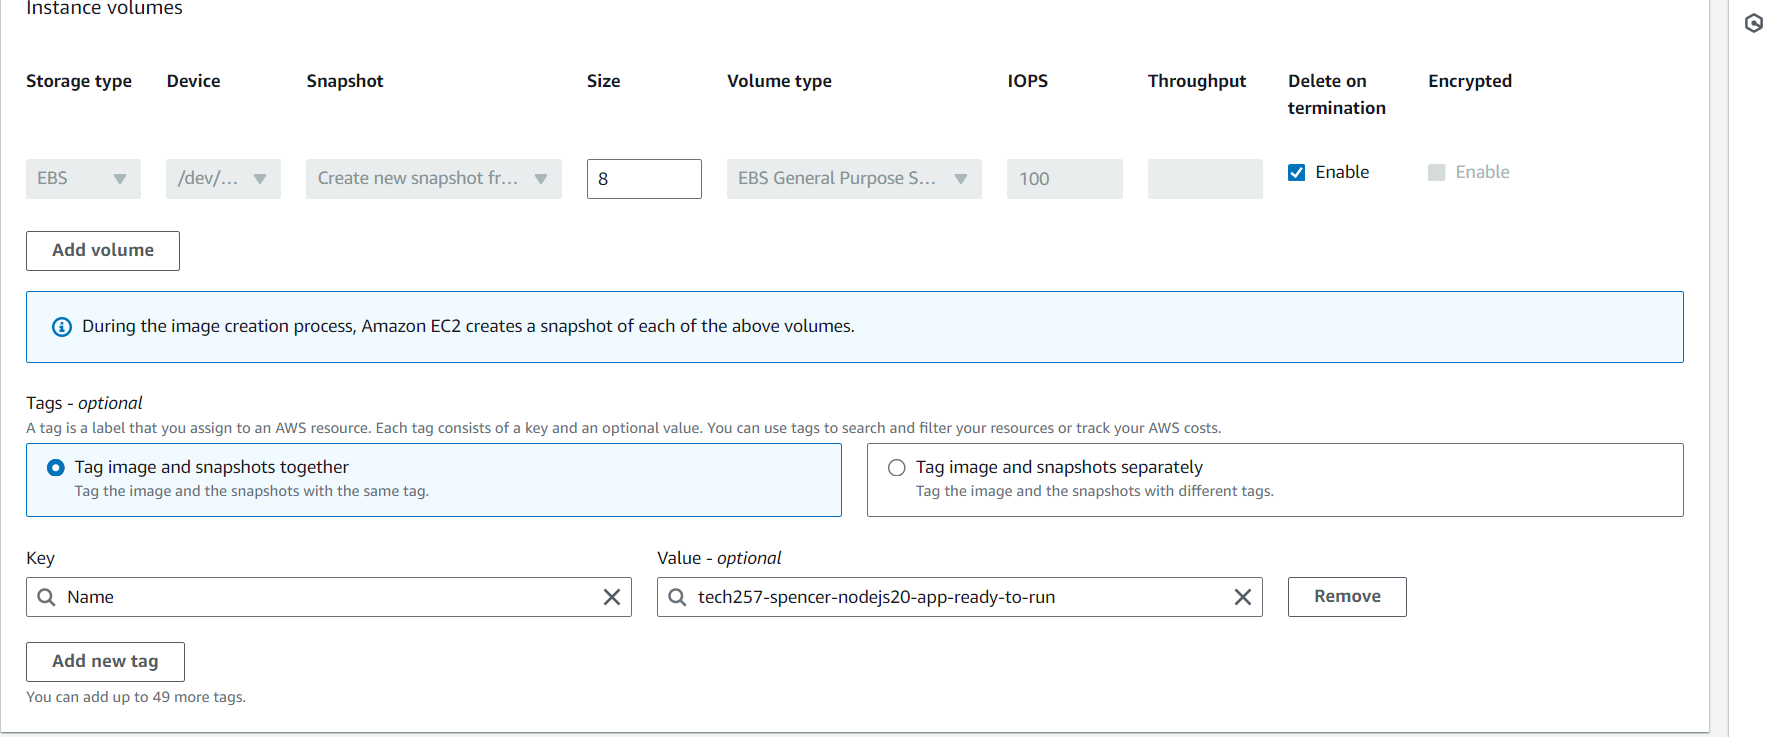 Instance volumes
Storage type Device Snapshot Size Volume type IOPS Throughput Delete on termination Encrypted
EBS /dev/... Create new snapshot fr... 8 EBS General Purpose S... 100 Enable Enable
Add volume
During the image creation process, Amazon EC2 creates a snapshot of each of the above volumes.
Tags - optional
A tag is a label that you assign to an AWS resource. Each tag consists of a key and an optional value. You can use tags to search and filter your resources or track your AWS costs.
Tag image and snapshots together
Tag the image and the snapshots with the same tag.
Tag image and snapshots separately
Tag the image and the snapshots with different tags.
Key Value - optional
Name tech257-spencer-nodejs20-app-ready-to-run Remove
Add new tag
You can add up to 49 more tags.